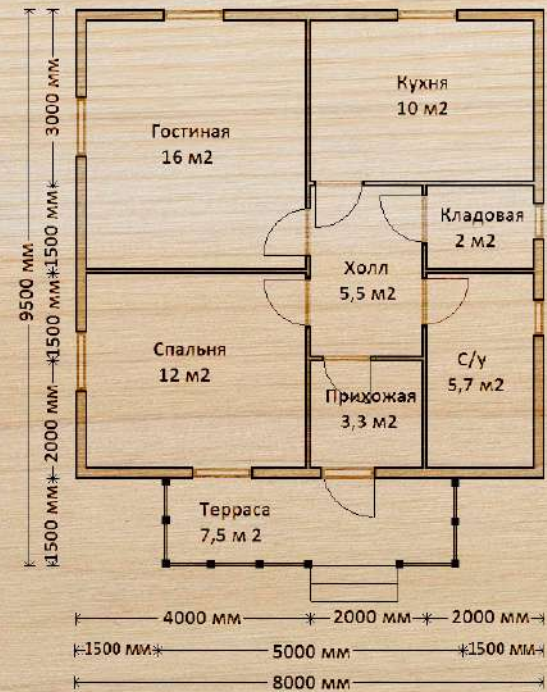 Гостиная
16 м2
Кухня
10 м2
Кладовая
2 м2
Холл
5,5 м2
Спальня
12 м2
С/у
5,7 м2
Прихожая
3,3 м2
Терраса
7,5 м 2
9500 мм
3000 мм
1500 мм
1500 мм
2000 мм
1500 мм
4000 мм
2000 мм
2000 мм
1500 мм
5000 мм
1500 мм
8000 мм